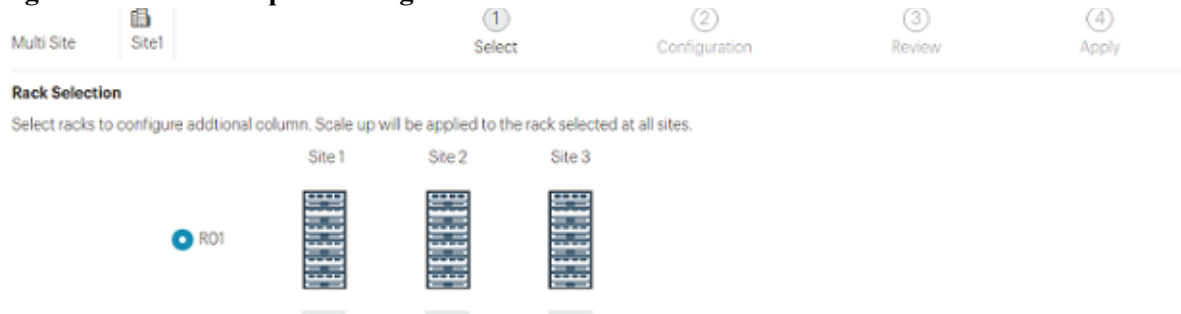 1
2
3
4
Multi Site
Site1
Select
Configuration
Review
Apply
Rack Selection
Select racks to configure addtional column. Scale up will be applied to the rack selected at all sites.
Site 1
Site 2
Site 3
R01